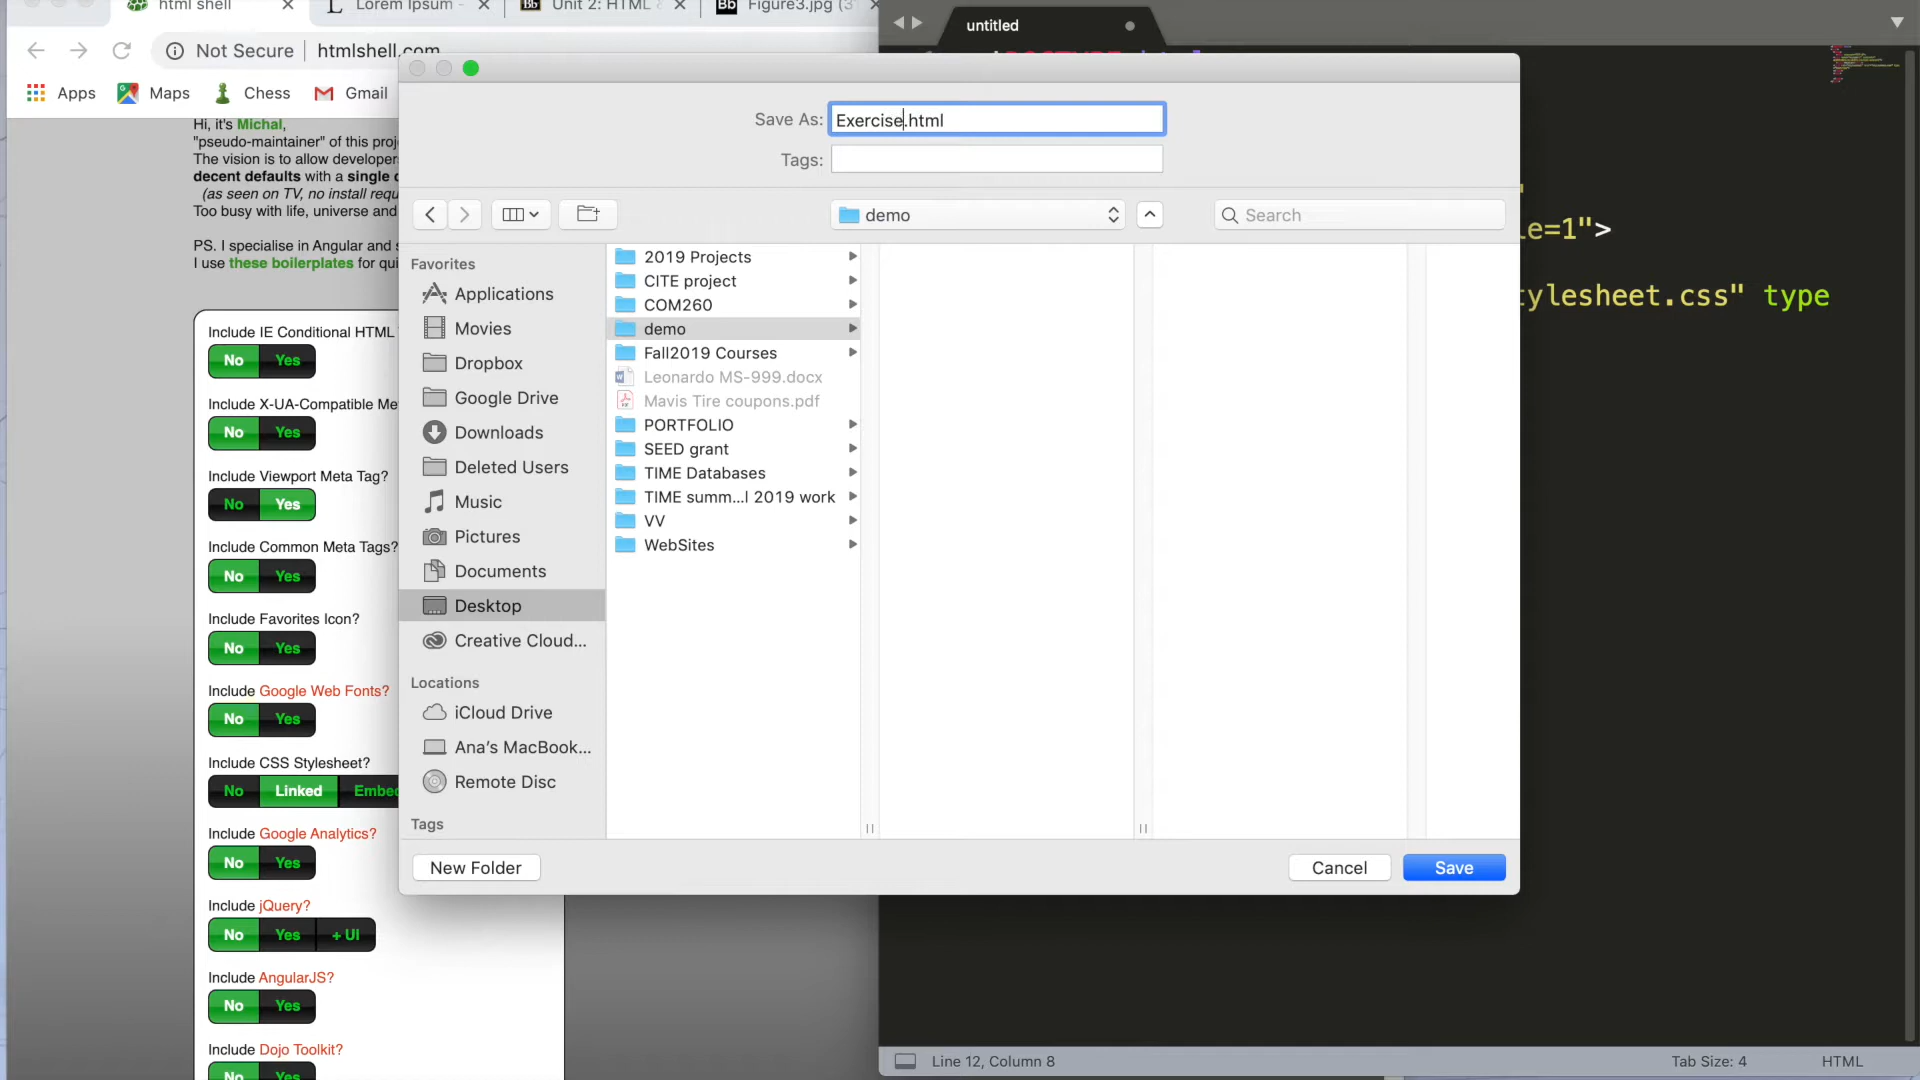 html shell
Lorem Ipsum -
Unit 2: HTML &
Figure3.jpg (3
Not Secure
htmlshell.com
Apps
Maps
Chess
Gmail
Hi, it's Michal,
"pseudo-maintainer" of this proj
The vision is to allow developers
decent defaults with a single
(as seen on TV, no install requ
Too busy with life, universe and
PS. I specialise in Angular and s
I use these boilerplates for qui
Include IE Conditional HTML
No Yes
Include X-UA-Compatible Me
No Yes
Include Viewport Meta Tag?
No Yes
Include Common Meta Tags?
No Yes
Include Favorites Icon?
No Yes
Include Google Web Fonts?
No Yes
Include CSS Stylesheet?
No Linked Embed
Include Google Analytics?
No Yes
Include jQuery?
No Yes + UI
Include AngularJS?
No Yes
Include Dojo Toolkit?
No Yes
Save As: Exercise.html
Tags:
demo
Search
Favorites
Applications
Movies
Dropbox
Google Drive
Downloads
Deleted Users
Music
Pictures
Documents
Desktop
Creative Cloud...
Locations
iCloud Drive
Ana's MacBook...
Remote Disc
Tags
2019 Projects
CITE project
COM260
demo
Fall2019 Courses
Leonardo MS-999.docx
Mavis Tire coupons.pdf
PORTFOLIO
SEED grant
TIME Databases
TIME summ...l 2019 work
VV
WebSites
New Folder
Cancel
Save
untitled
le=1">
tylesheet.css" type
Line 12, Column 8
Tab Size: 4
HTML